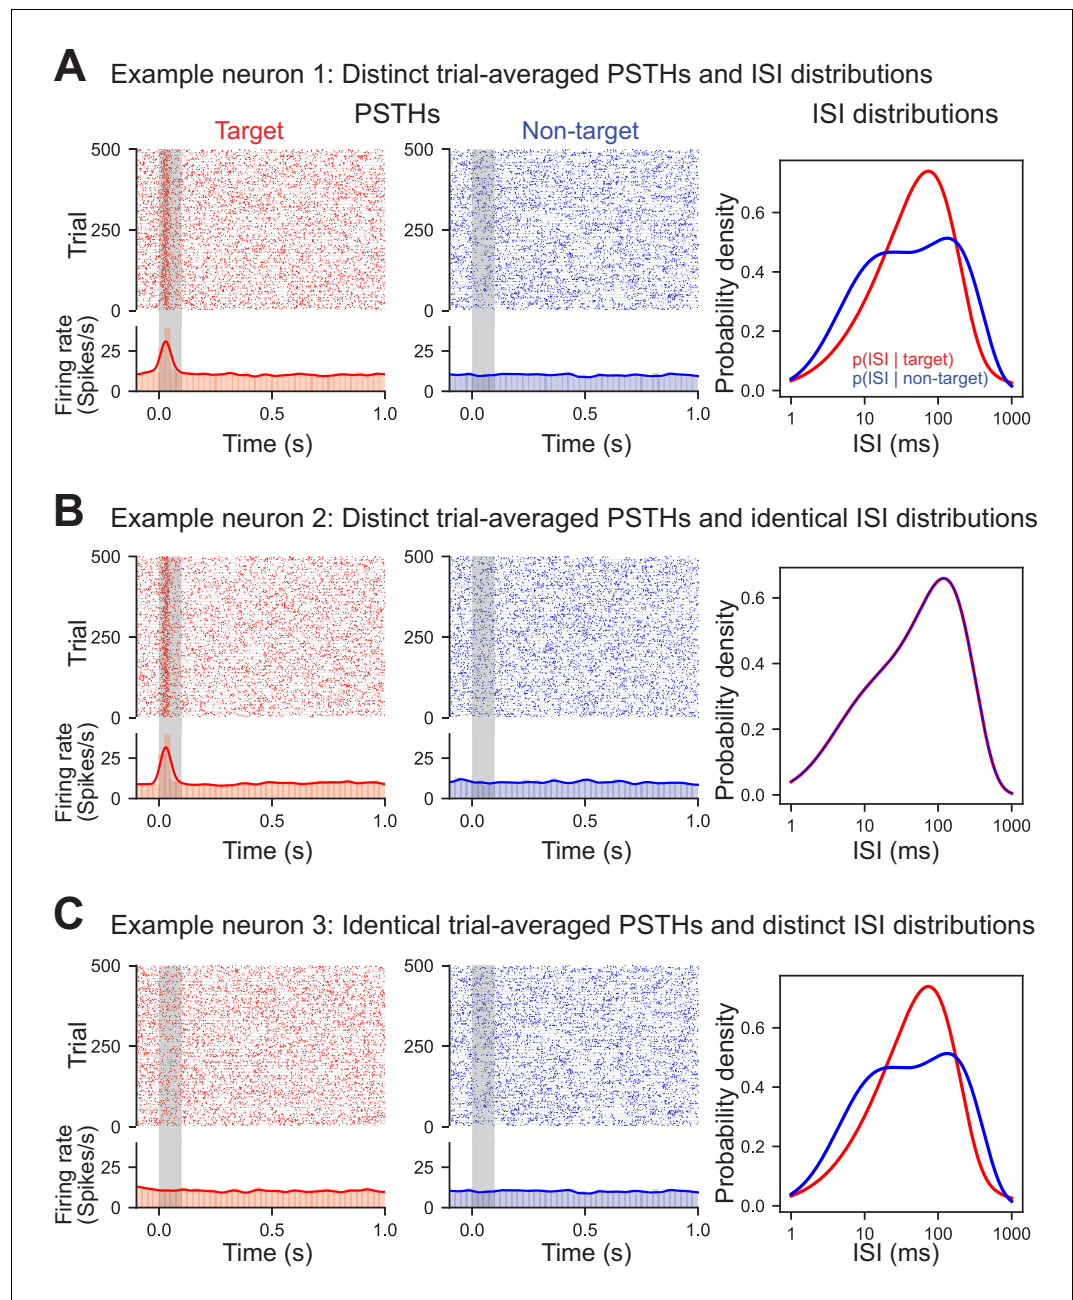 A Example neuron 1: Distinct trial-averaged PSTHs and ISI distributions
PSTHs
ISI distributions
Target
Non-target
500
250
0
Trial
25
0
Firing rate
(Spikes/s)
0.0 0.5 1.0
Time (s)
0.0 0.5 1.0
Time (s)
Probability density
0.6
0.4
0.2
0.0
p(ISI | target)
p(ISI | non-target)
1 10 100 1000
ISI (ms)
B Example neuron 2: Distinct trial-averaged PSTHs and identical ISI distributions
500
250
0
Trial
25
0
Firing rate
(Spikes/s)
0.0 0.5 1.0
Time (s)
500
250
0
25
0
0.0 0.5 1.0
Time (s)
Probability density
0.6
0.4
0.2
0.0
1 10 100 1000
ISI (ms)
C Example neuron 3: Identical trial-averaged PSTHs and distinct ISI distributions
500
250
0
Trial
25
0
Firing rate
(Spikes/s)
0.0 0.5 1.0
Time (s)
500
250
0
25
0
0.0 0.5 1.0
Time (s)
Probability density
0.6
0.4
0.2
0.0
1 10 100 1000
ISI (ms)